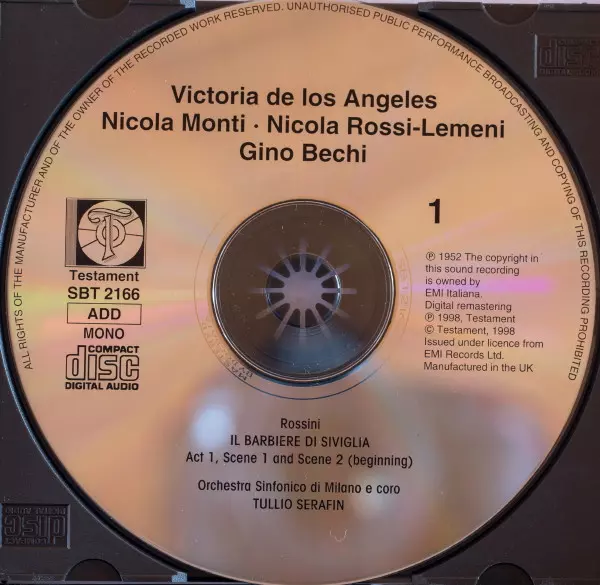 ALL RIGHTS OF THE MANUFACTURER AND OF THE OWNER OF THE RECORDED WORK RESERVED. UNAUTHORISED PUBLIC PERFORMANCE BROADCASTING AND COPYING OF THIS RECORDING PROHIBITED
Victoria de los Angeles
Nicola Monti · Nicola Rossi-Lemeni
Gino Bechi
1
Testament
SBT 2166
ADD
MONO
COMPACT
disc
DIGITAL AUDIO
℗ 1952 The copyright in
this sound recording
is owned by
EMI Italiana.
Digital remastering
℗ 1998, Testament
© Testament, 1998
Issued under licence from
EMI Records Ltd.
Manufactured in the UK
Rossini
IL BARBIERE DI SIVIGLIA
Act 1, Scene 1 and Scene 2 (beginning)
Orchestra Sinfonico di Milano e coro
TULLIO SERAFIN
disc
COMPACT